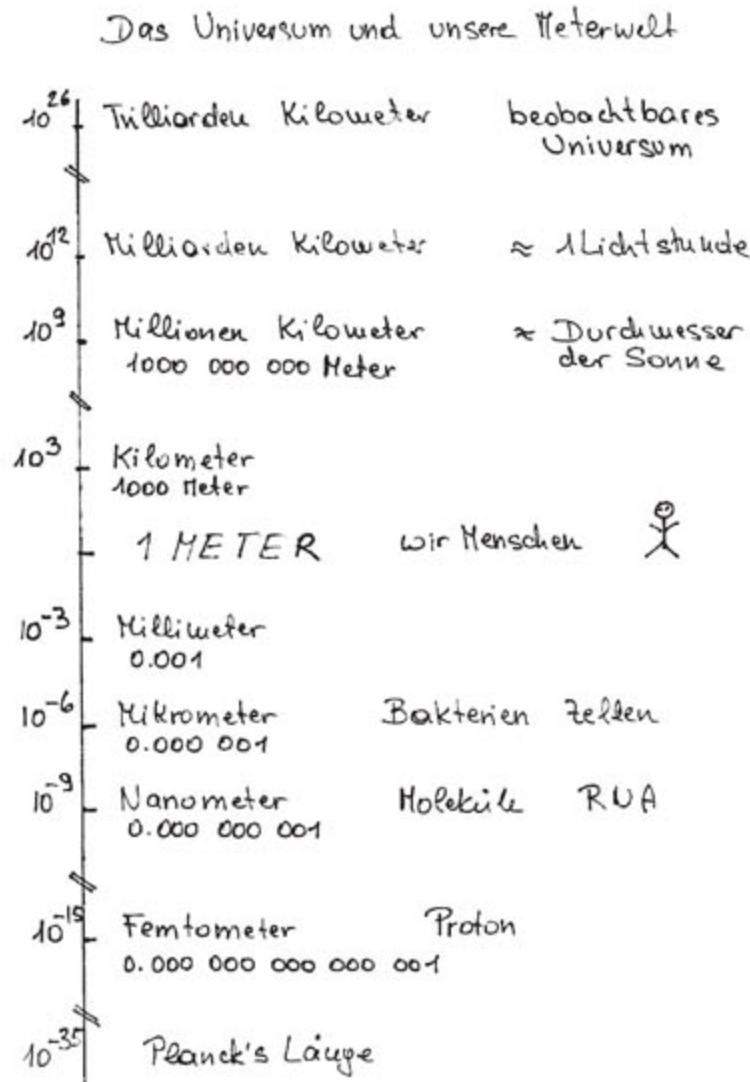 Das Universum und unsere Meterwelt
10^26 Trilliarden Kilometer beobachtbares
Universum
10^12 Milliarden Kilometer ≈ 1 Lichtstunde
10^9 Millionen Kilometer ≈ Durchmesser
1000 000 000 Meter der Sonne
10^3 Kilometer
1000 Meter
1 METER wir Menschen
10^-3 Millimeter
0.001
10^-6 Mikrometer Bakterien Zellen
0.000 001
10^-9 Nanometer Moleküle RNA
0.000 000 001
10^-15 Femtometer Proton
0.000 000 000 000 001
10^-35 Planck's Länge